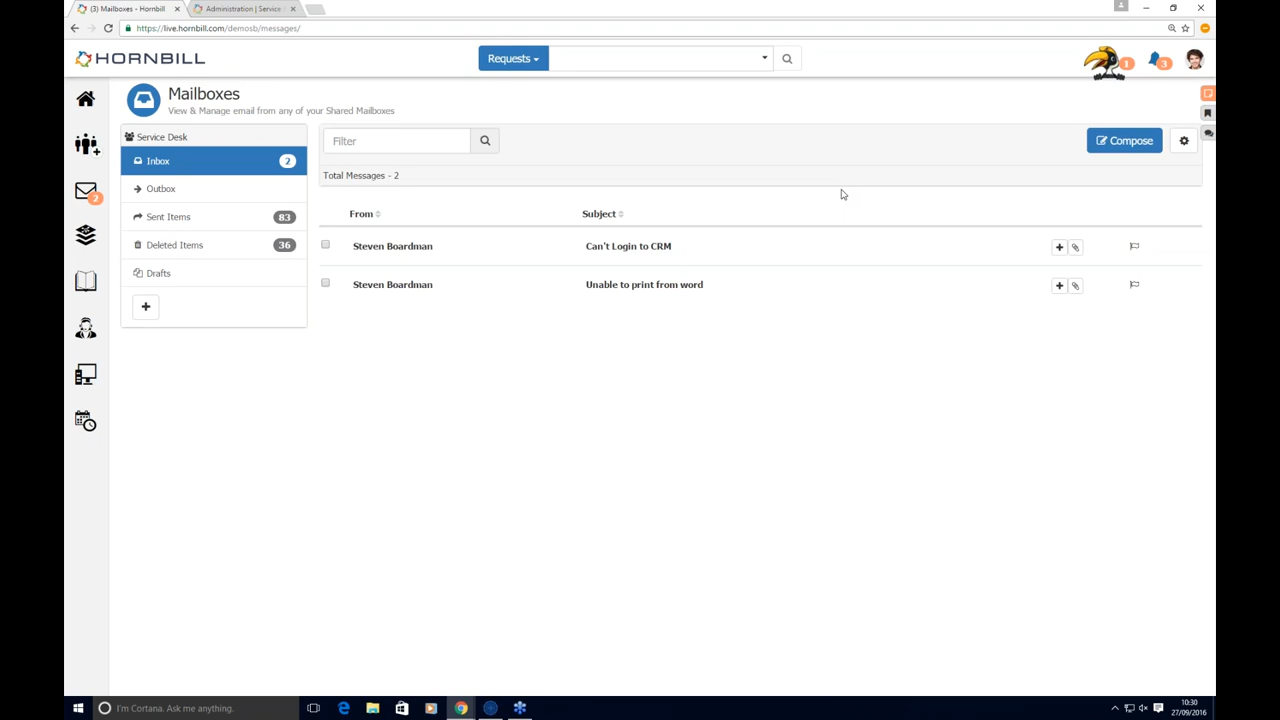 (3) Mailboxes - Hornbill
Administration | Service
https://live.hornbill.com/demosb/messages/
HORNBILL
Requests
1
3
Mailboxes
View & Manage email from any of your Shared Mailboxes
Service Desk
Filter
Compose
Inbox 2
Total Messages - 2
Outbox
2
Sent Items 83
From
Subject
Deleted Items 36
Steven Boardman
Can't Login to CRM
Drafts
Steven Boardman
Unable to print from word
I'm Cortana. Ask me anything.
10:30
27/09/2016